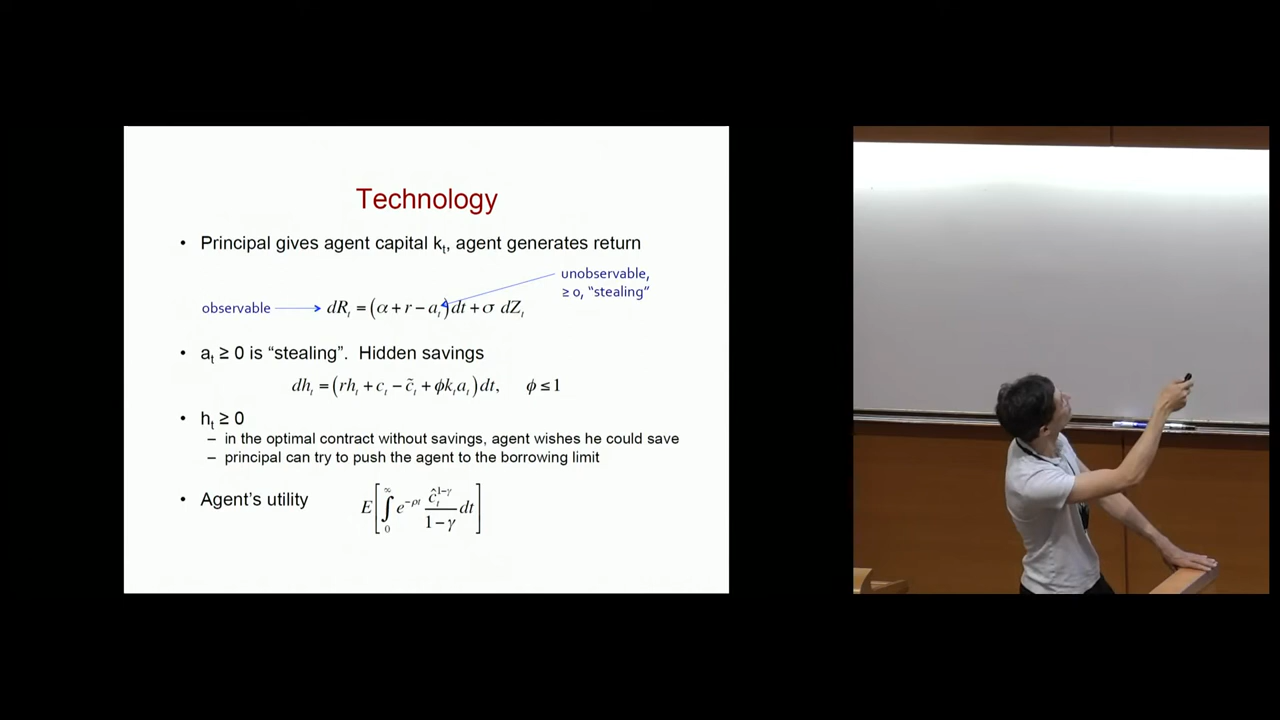 Technology
• Principal gives agent capital kₜ, agent generates return
unobservable,
≥ 0, “stealing”
observable
dRₜ = (α + r − aₜ)dt + σ dZₜ
• aₜ ≥ 0 is “stealing”. Hidden savings
dhₜ = (rhₜ + cₜ − c̃ₜ + ϕkₜaₜ)dt, ϕ ≤ 1
• hₜ ≥ 0
– in the optimal contract without savings, agent wishes he could save
– principal can try to push the agent to the borrowing limit
• Agent’s utility E[∫₀^∞ e^{−ρt} ĉₜ^{1−γ}/(1−γ) dt]